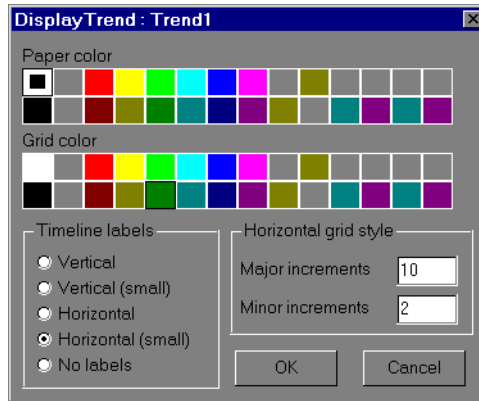 DisplayTrend : Trend1
Paper color
Grid color
Timeline labels
Vertical
Vertical (small)
Horizontal
Horizontal (small)
No labels
Horizontal grid style
Major increments 10
Minor increments 2
OK Cancel